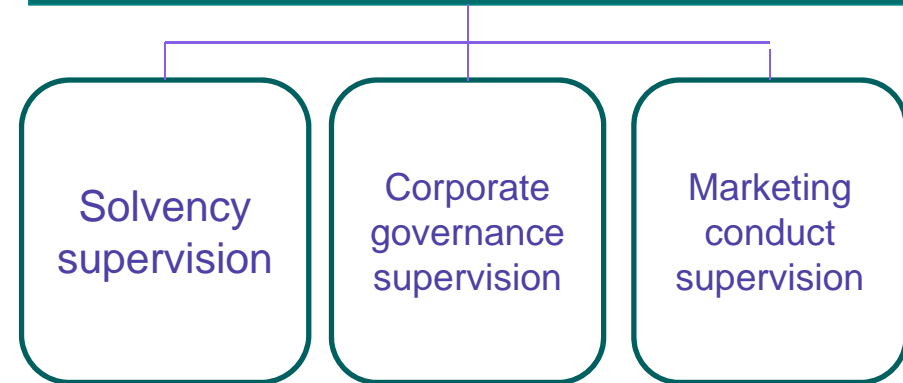 Solvency
supervision
Corporate
governance
supervision
Marketing
conduct
supervision